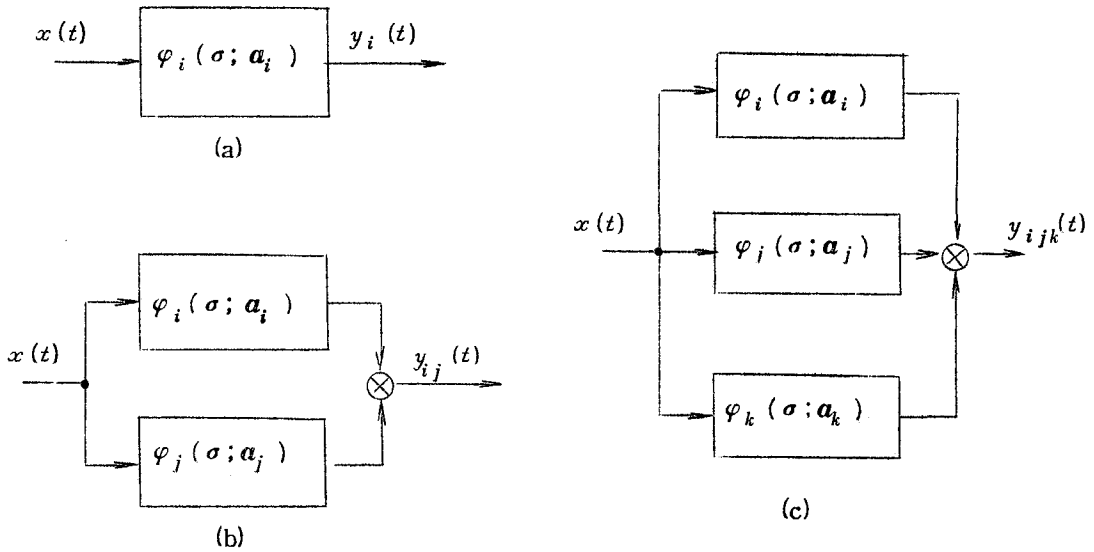 x(t)
φ_i(σ; a_i)
y_i(t)
(a)
x(t)
φ_i(σ; a_i)
φ_j(σ; a_j)
y_ij(t)
(b)
x(t)
φ_i(σ; a_i)
φ_j(σ; a_j)
φ_k(σ; a_k)
y_ijk(t)
(c)